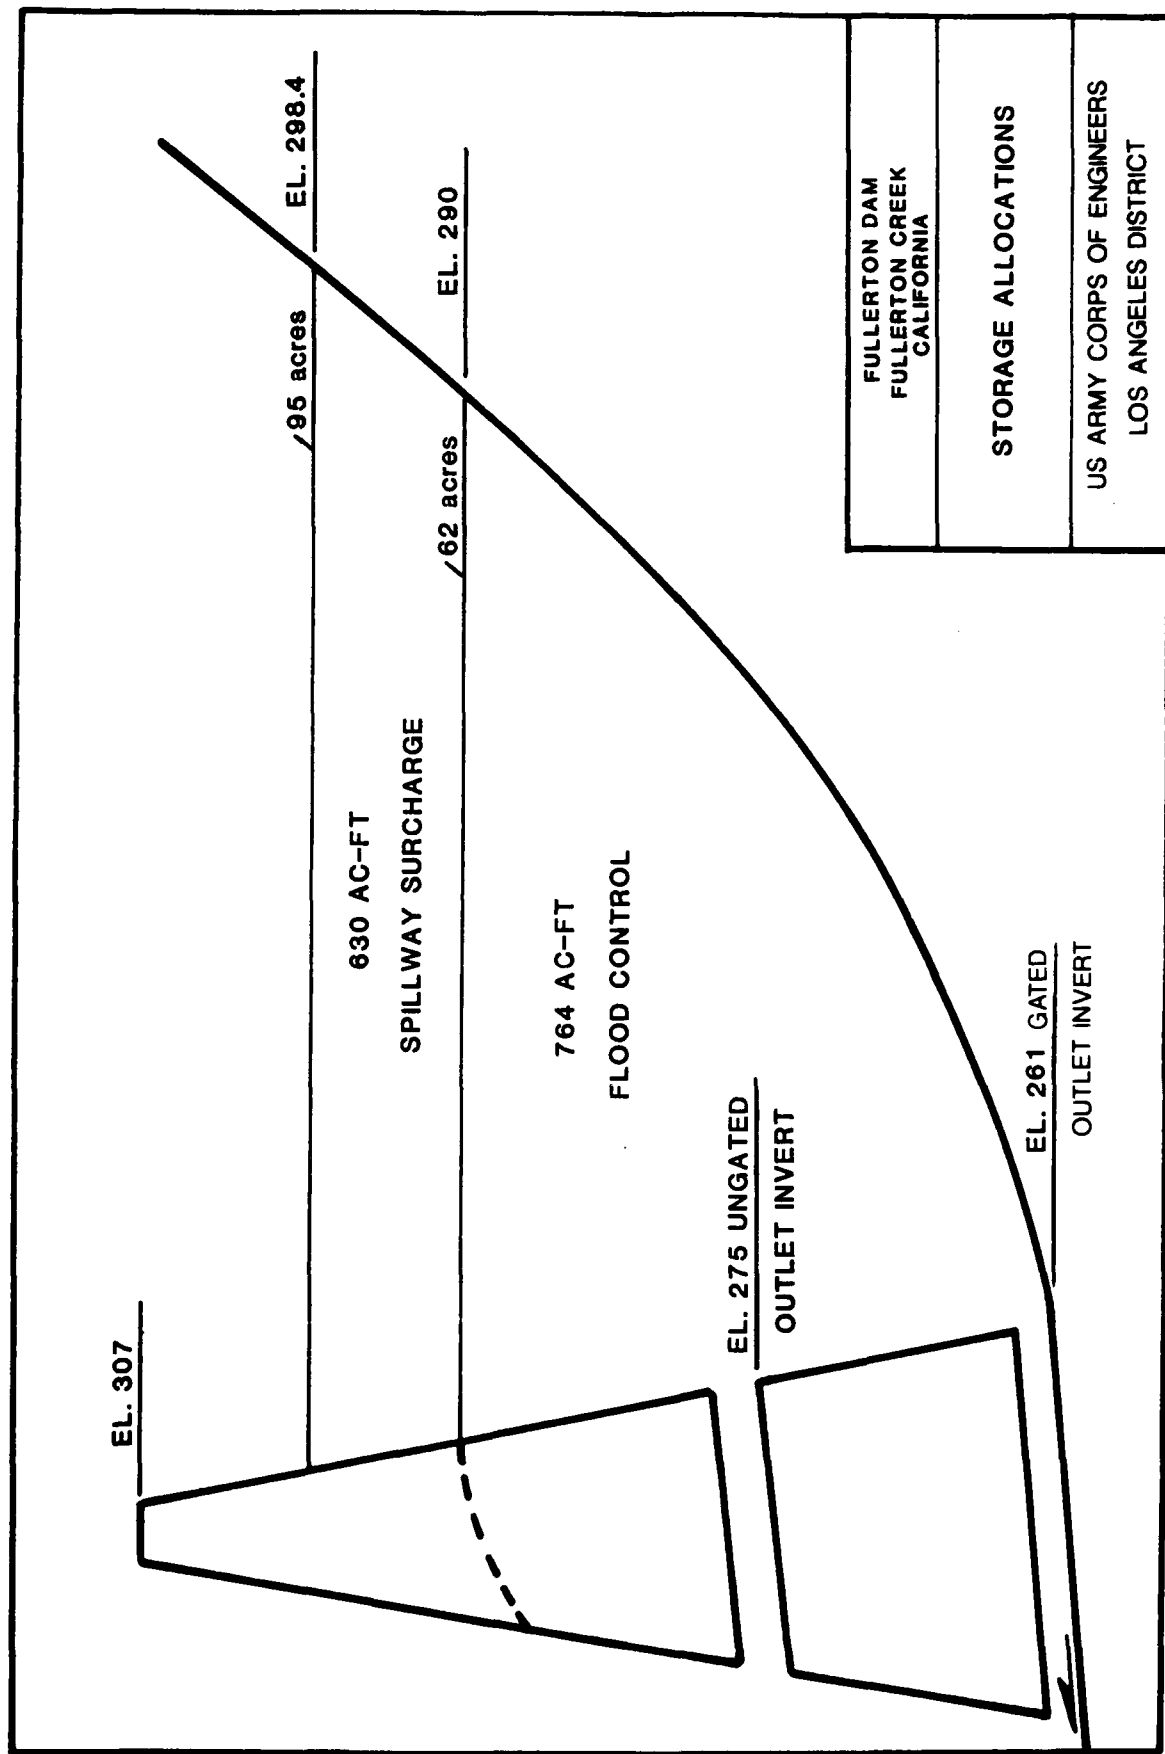 EL. 307
EL. 298.4
95 acres
630 AC-FT
SPILLWAY SURCHARGE
EL. 290
62 acres
764 AC-FT
FLOOD CONTROL
EL. 275 UNGATED
OUTLET INVERT
EL. 261 GATED
OUTLET INVERT
FULLERTON DAM
FULLERTON CREEK
CALIFORNIA
STORAGE ALLOCATIONS
US ARMY CORPS OF ENGINEERS
LOS ANGELES DISTRICT